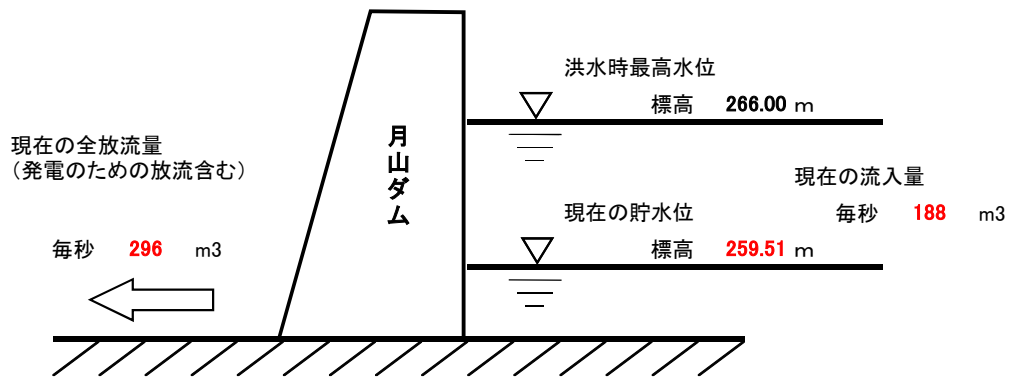 洪水時最高水位
標高 266.00 m
現在の全放流量
(発電のための放流含む)
月山ダム
現在の流入量
毎秒 188 m3
現在の貯水位
標高 259.51 m
毎秒 296 m3